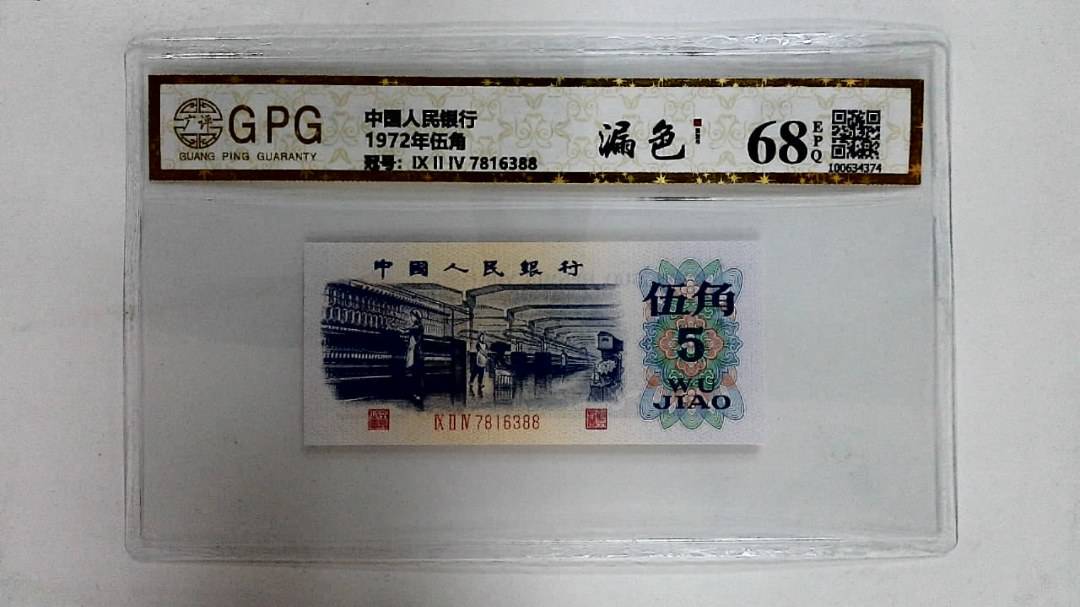 广评
GPG
GUANG PING GUARANTY
中國人民银行
1972年伍角
冠号: IX II IV 7816388
漏色
68
EPQ
100634374
中國人民銀行
伍角
5
WU
JIAO
IX II IV 7816388